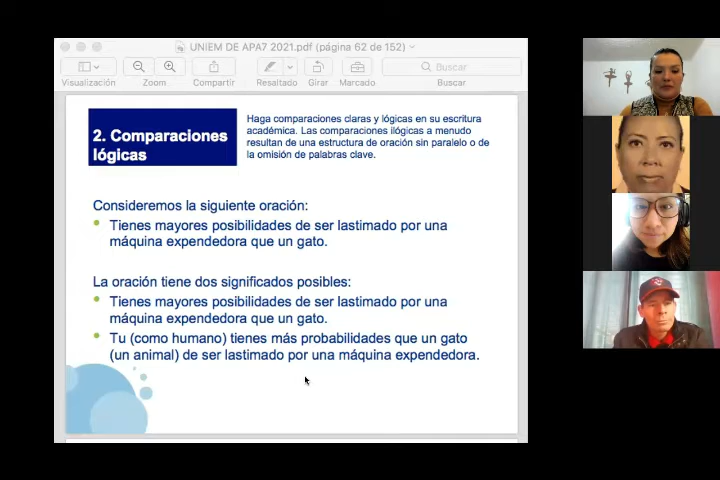 UNIEM DE APA7 2021.pdf (página 62 de 152)
Visualización
Zoom
Compartir
Resaltado
Girar
Marcado
Buscar
Buscar
2. Comparaciones
lógicas
Haga comparaciones claras y lógicas en su escritura
académica. Las comparaciones ilógicas a menudo
resultan de una estructura de oración sin paralelo o de
la omisión de palabras clave.
Consideremos la siguiente oración:
Tienes mayores posibilidades de ser lastimado por una
máquina expendedora que un gato.
La oración tiene dos significados posibles:
Tienes mayores posibilidades de ser lastimado por una
máquina expendedora que un gato.
Tu (como humano) tienes más probabilidades que un gato
(un animal) de ser lastimado por una máquina expendedora.